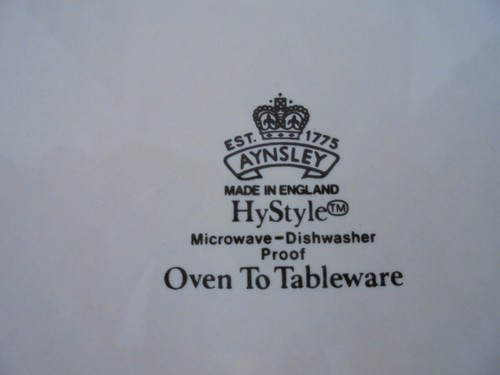 EST. 1775
AYNSLEY
MADE IN ENGLAND
HyStyle™
Microwave-Dishwasher
Proof
Oven To Tableware